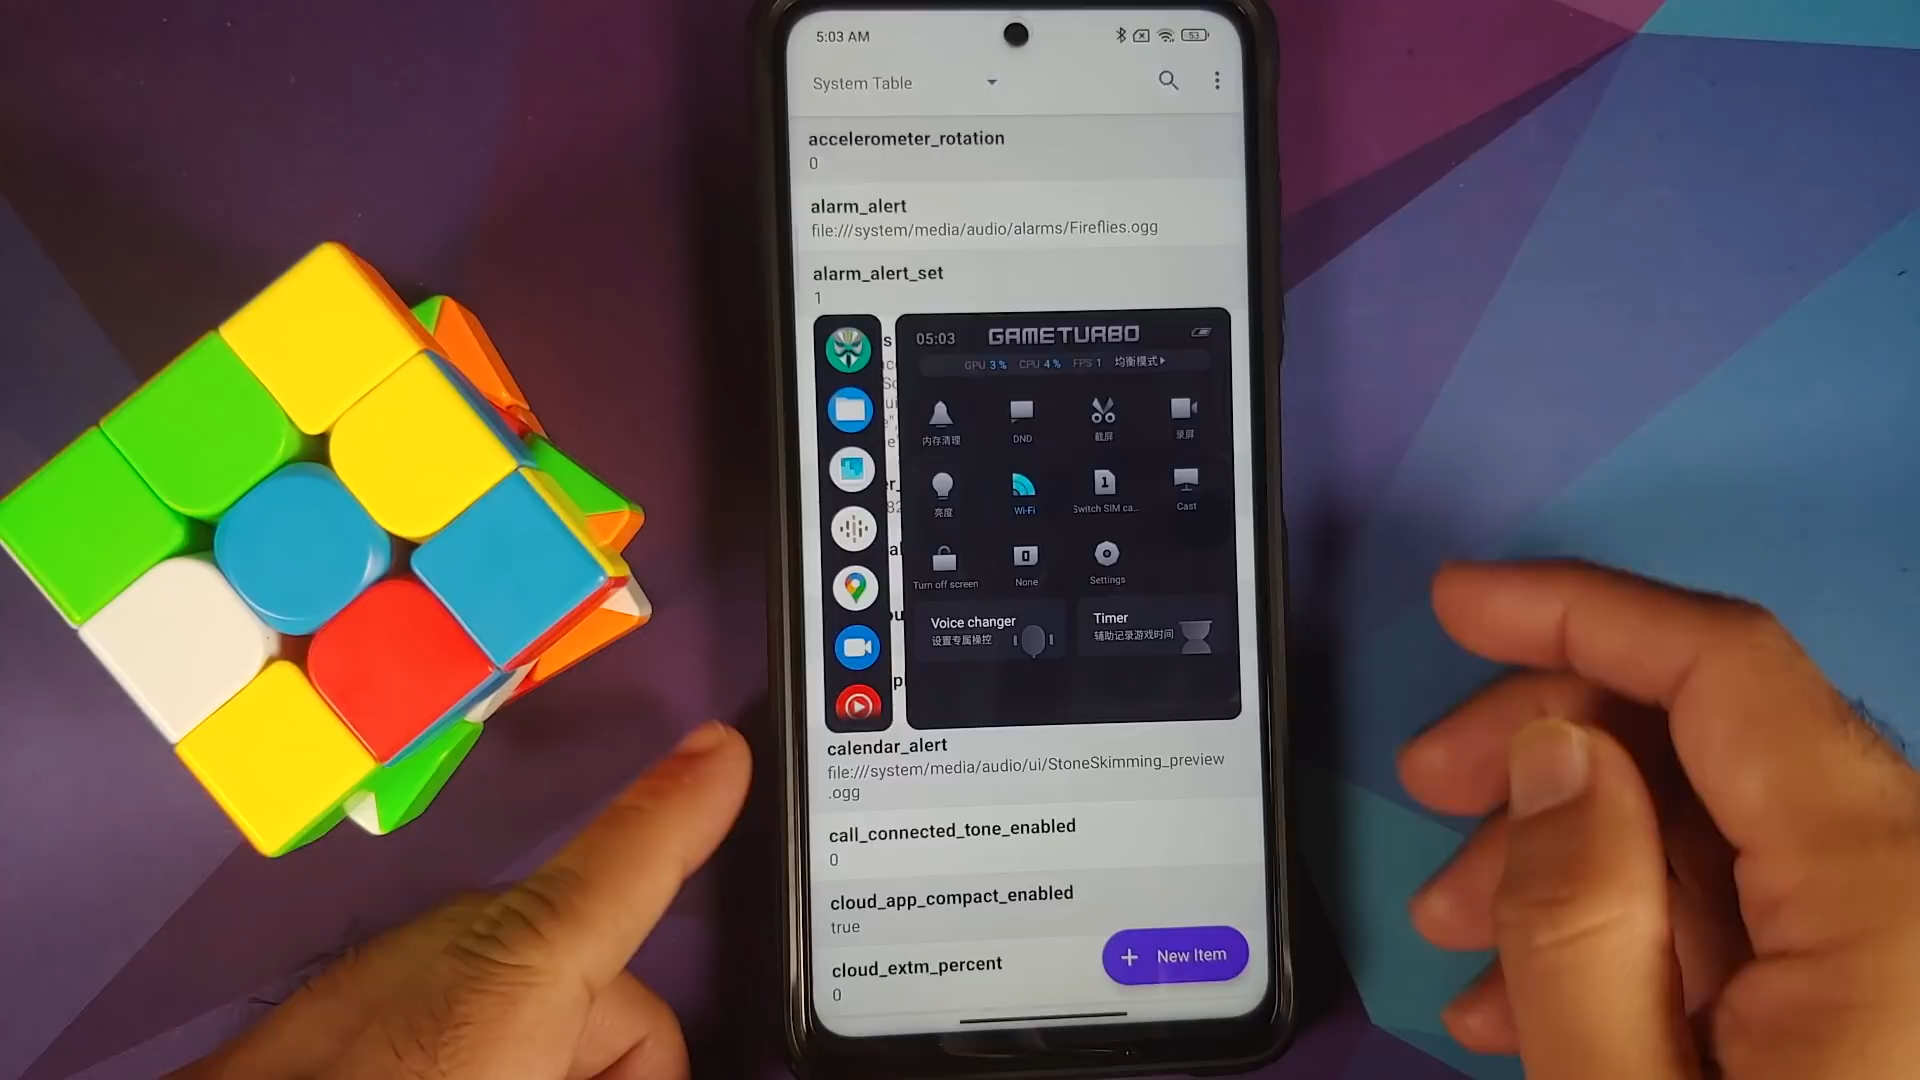 5:03 AM
53
System Table
accelerometer_rotation
0
alarm_alert
file:///system/media/audio/alarms/Fireflies.ogg
alarm_alert_set
1
05:03 GAMETURBO
GPU 3% CPU 4% FPS 1 均衡模式
内存清理 DND 截屏 录屏
亮度 Wi-Fi Switch SIM ca... Cast
Turn off screen None Settings
Voice changer
设置专属操控
Timer
辅助记录游戏时间
calendar_alert
file:///system/media/audio/ui/StoneSkimming_preview
.ogg
call_connected_tone_enabled
0
cloud_app_compact_enabled
true
cloud_extm_percent
0
+ New Item